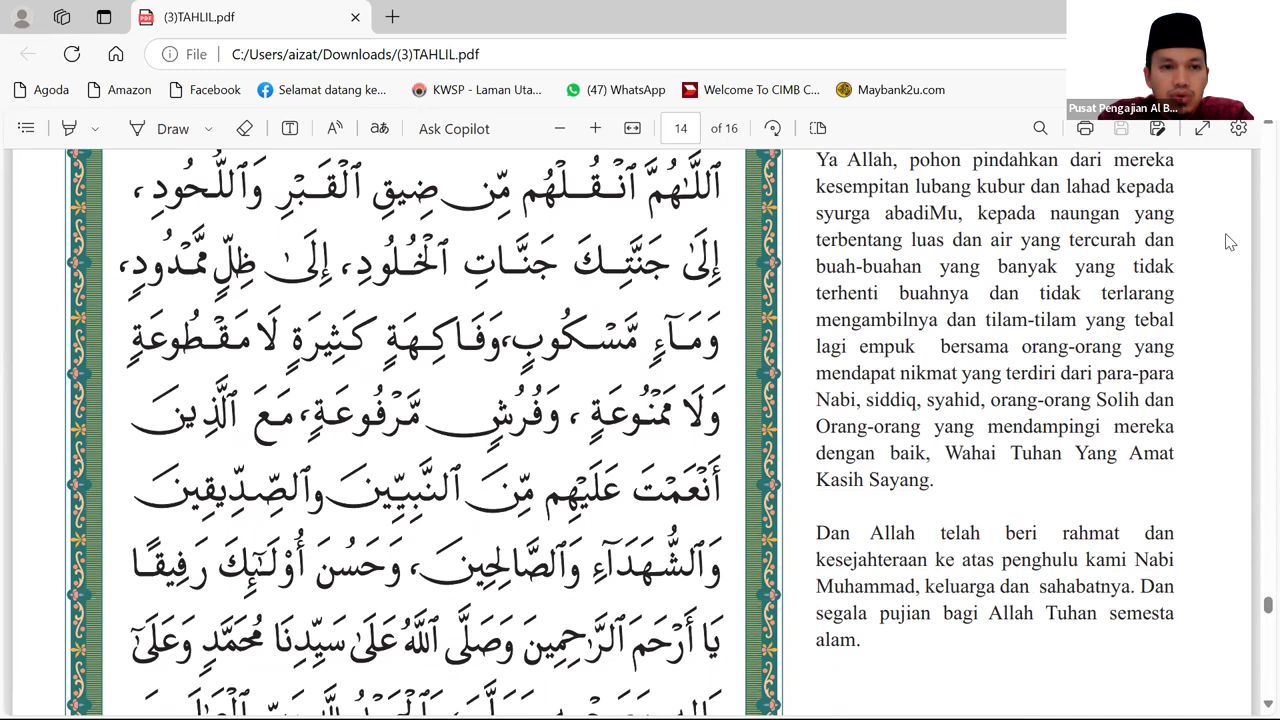 (3)TAHLIL.pdf
File C:/Users/aizat/Downloads/(3)TAHLIL.pdf
Agoda Amazon Facebook Selamat datang ke... KWSP - Laman Uta... (47) WhatsApp Welcome To CIMB C... Maybank2u.com
Pusat Pengajian Al B...
Draw Ask Copilot 14 of 16
اَللَّهُمَّ انْقُلْهُم مِّن ضِيقِ الْقَبْرِ وَاللُّحُودِ،
إِلَىٰ جَنَّتِكَ جَنَّاتِ الْخُلُودِ، إِلَىٰ ظِلٍّ مَّمْدُودٍ،
وَمَآءٍ مَّسْكُوبٍ، وَفَاكِهَةٍ كَثِيرَةٍ لَا مَقْطُوعَةٍ
وَلَا مَمْنُوعَةٍ، وَفُرُشٍ مَّرْفُوعَةٍ، مَعَ الَّذِينَ
أَنْعَمْتَ عَلَيْهِم مِّنَ النَّبِيِّينَ الصِّدِّيقِينَ
وَالشُّهَدَآءِ وَالصَّالِحِينَ، وَحَسُنَ أُوْلَـٰئِكَ رَفِيقًا
يَا أَرْحَمَ الرَّحِمِينَ وَصَلَّى اللَّهُ عَلَى سَيِّدِنَا مُحَمَّدٍ وَعَلَىٰٓ
Ya Allah, pohon pindahkan dari mereka
kesempitan lubang kubur dan lahad kepada
syurga abadiMu, kepada naungan yang
terbentang luas dan air yang tercurah dan
buah-buahan yang banyak yang tidak
terhenti buahnya dan tidak terlarang
mengambilnya dan tilam-tilam yang tebal
lagi empuk, bersama orang-orang yang
mendapat nikmat yang terdiri dari para-para
Nabi, Siddiq, syahid, orang-orang Solih dan
Orang-orang yang mendampingi mereka
dengan baik, Wahai Tuhan Yang Amat
Kasih Sayang.
Dan Allah telah beri rahmat dan
kesejahteraan ke atas penghulu kami Nabi
Muhammad, keluarga dan sahabanya. Dan
segala pujian bagi Allah Tuhan semesta
alam.